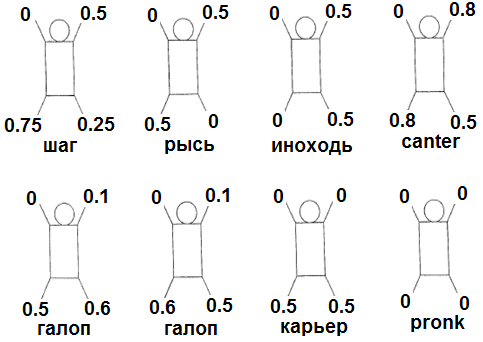 0 0.5 0 0.5 0 0.5 0 0.8
0.75 0.25 0.5 0 0 0.5 0.8 0.5
шаг рысь иноходь canter
0 0.1 0 0.1 0 0 0 0
0.5 0.6 0.6 0.5 0.5 0.5 0 0
галоп галоп карьер pronk